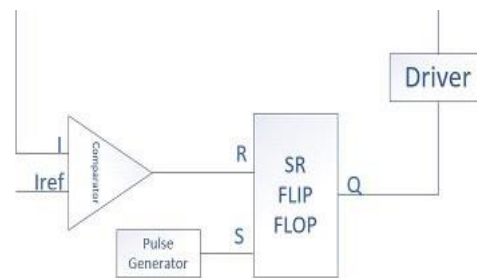 Driver
I
Comparator
Iref
R
SR
FLIP
FLOP
Q
S
Pulse
Generator